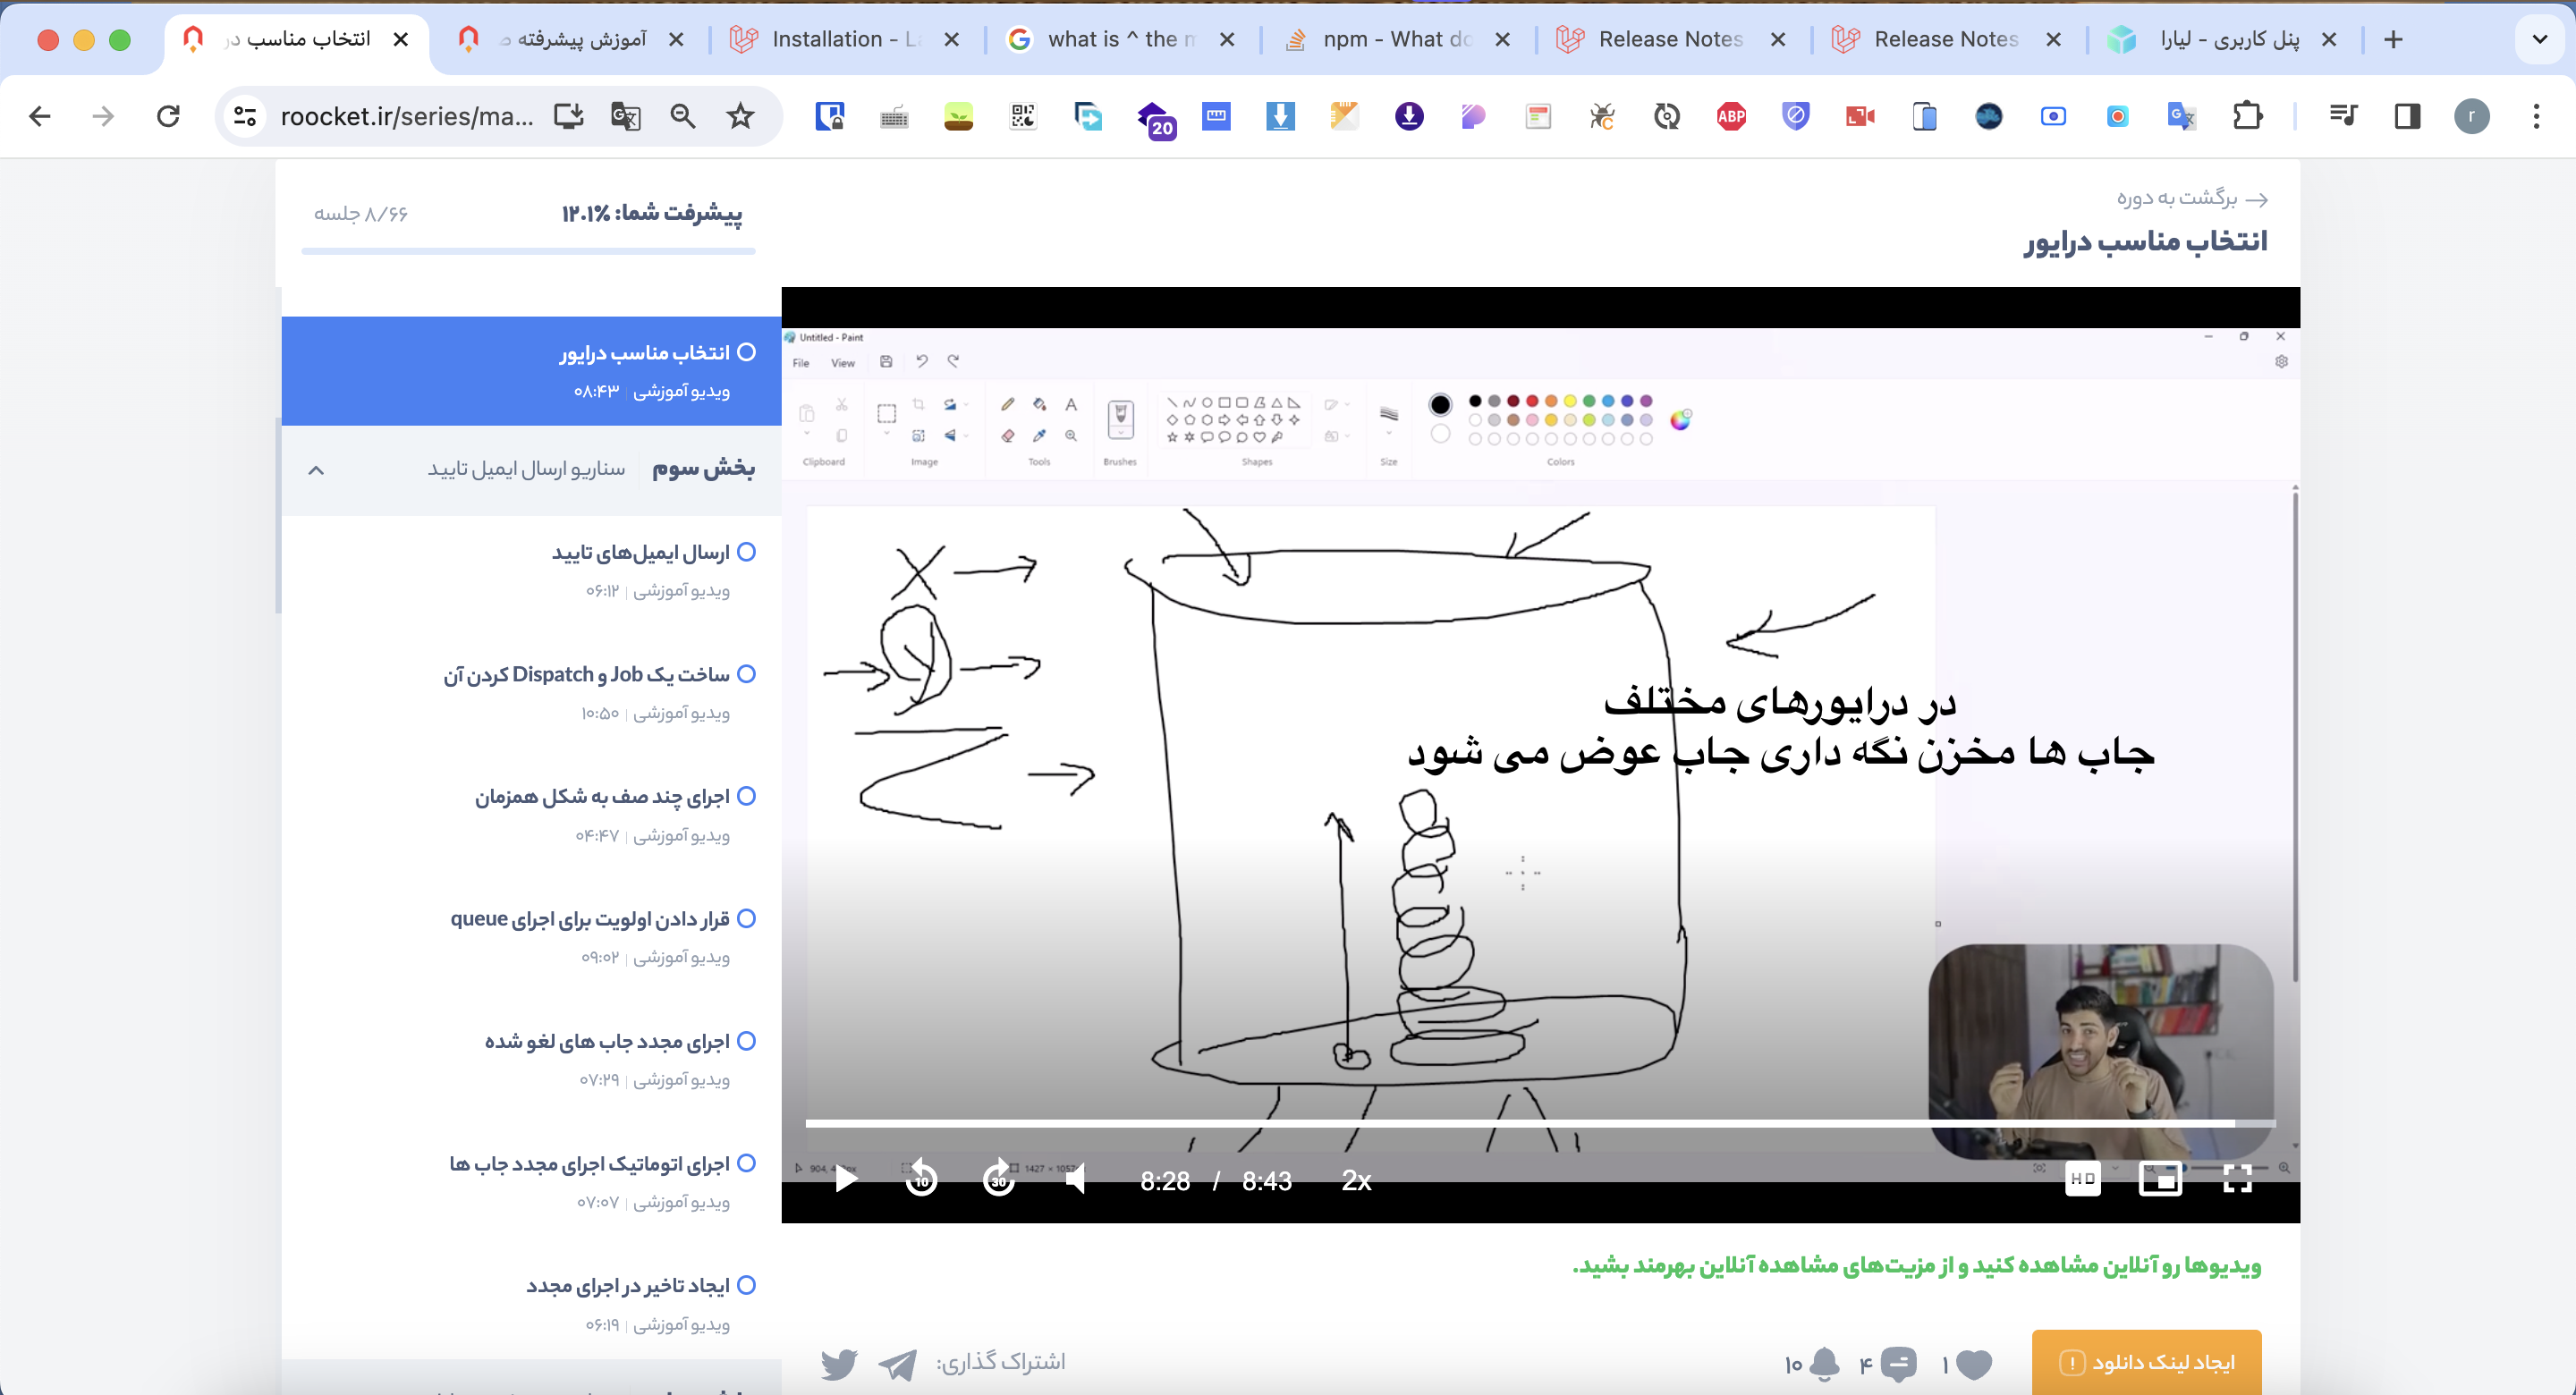 انتخاب مناسب در
آموزش پیشرفته ص
Installation - La
what is ^ the m
npm - What do
Release Notes
Release Notes
پنل کاربری - لیارا
roocket.ir/series/ma...
20
ABP
r
برگشت به دوره
انتخاب مناسب درایور
پیشرفت شما: ۱۲.۱٪
۸/۶۶ جلسه
انتخاب مناسب درایور
ویدیو آموزشی | ۰۸:۴۳
بخش سوم
سناریو ارسال ایمیل تایید
ارسال ایمیل‌های تایید
ویدیو آموزشی | ۰۶:۱۲
ساخت یک Job و Dispatch کردن آن
ویدیو آموزشی | ۱۰:۵۰
اجرای چند صف به شکل همزمان
ویدیو آموزشی | ۰۴:۴۷
قرار دادن اولویت برای اجرای queue
ویدیو آموزشی | ۰۹:۰۲
اجرای مجدد جاب های لغو شده
ویدیو آموزشی | ۰۷:۲۹
اجرای اتوماتیک اجرای مجدد جاب ها
ویدیو آموزشی | ۰۷:۰۷
ایجاد تاخیر در اجرای مجدد
ویدیو آموزشی | ۰۶:۱۹
Untitled - Paint
File View
Clipboard
Image
Tools
Brushes
Shapes
Size
Colors
X
y
Z
در درایورهای مختلف
جاب ها مخزن نگه داری جاب عوض می شود
1427 × 1057
10
30
8:28 / 8:43
2x
HD
ویدیوها رو آنلاین مشاهده کنید و از مزیت‌های مشاهده آنلاین بهرمند بشید.
ایجاد لینک دانلود
۱
۴
۱۰
اشتراک گذاری: